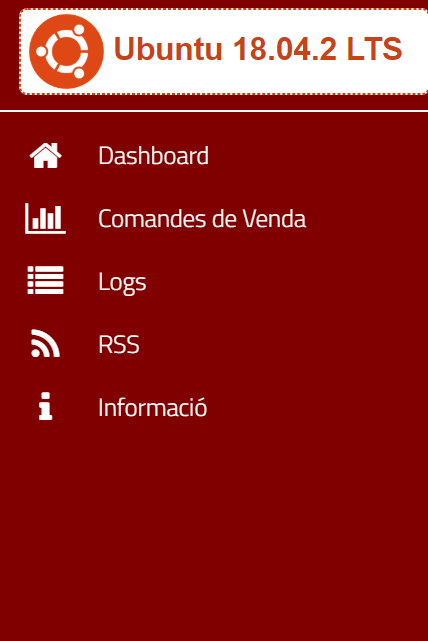 Ubuntu 18.04.2 LTS
Dashboard
Comandes de Venda
Logs
RSS
Informació